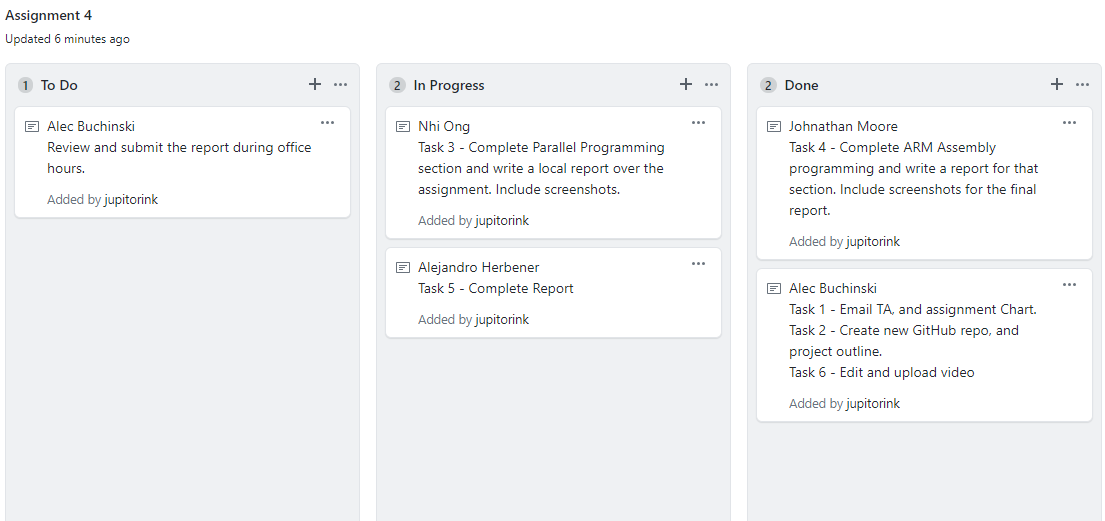 Assignment 4
Updated 6 minutes ago
1 To Do
Alec Buchinski
Review and submit the report during office
hours.
Added by jupitorink
2 In Progress
Nhi Ong
Task 3 - Complete Parallel Programming
section and write a local report over the
assignment. Include screenshots.
Added by jupitorink
Alejandro Herbener
Task 5 - Complete Report
Added by jupitorink
2 Done
Johnathan Moore
Task 4 - Complete ARM Assembly
programming and write a report for that
section. Include screenshots for the final
report.
Added by jupitorink
Alec Buchinski
Task 1 - Email TA, and assignment Chart.
Task 2 - Create new GitHub repo, and
project outline.
Task 6 - Edit and upload video
Added by jupitorink